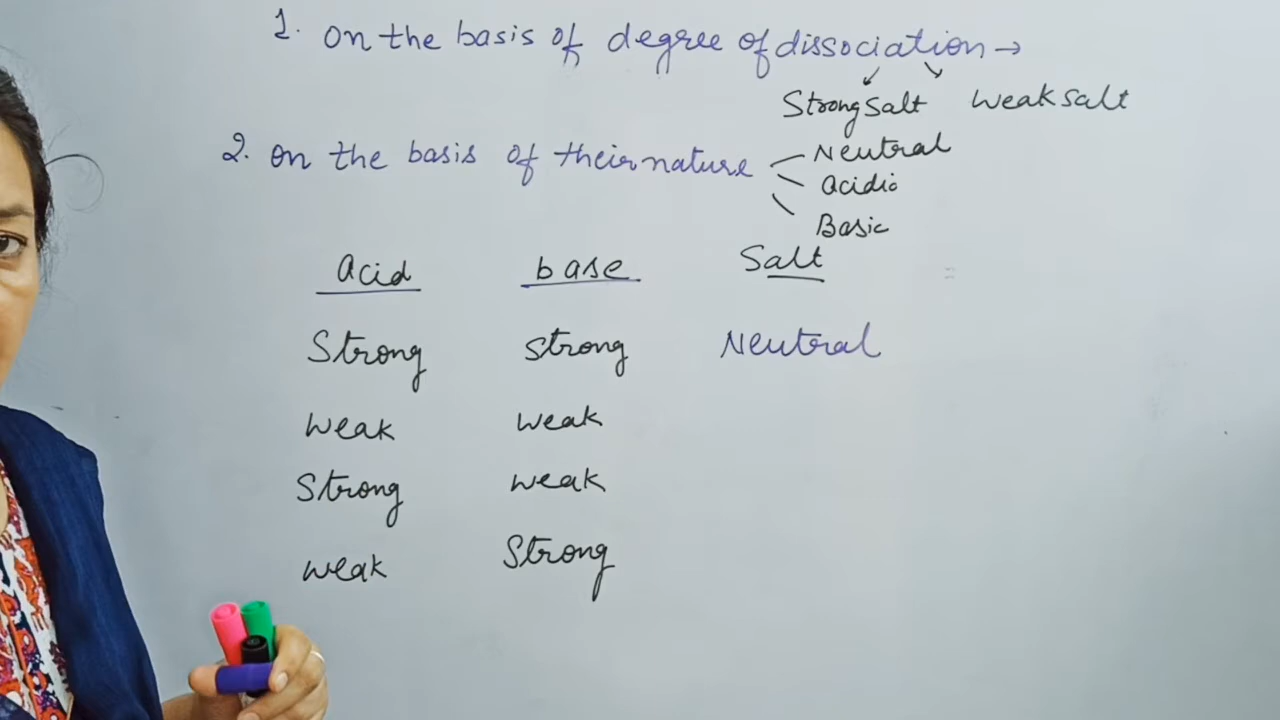 1. On the basis of degree of dissociation →
Strong Salt Weak salt
2. On the basis of their nature
Neutral
acidic
Basic
acid base Salt
Strong strong Neutral
weak weak
Strong weak
weak Strong